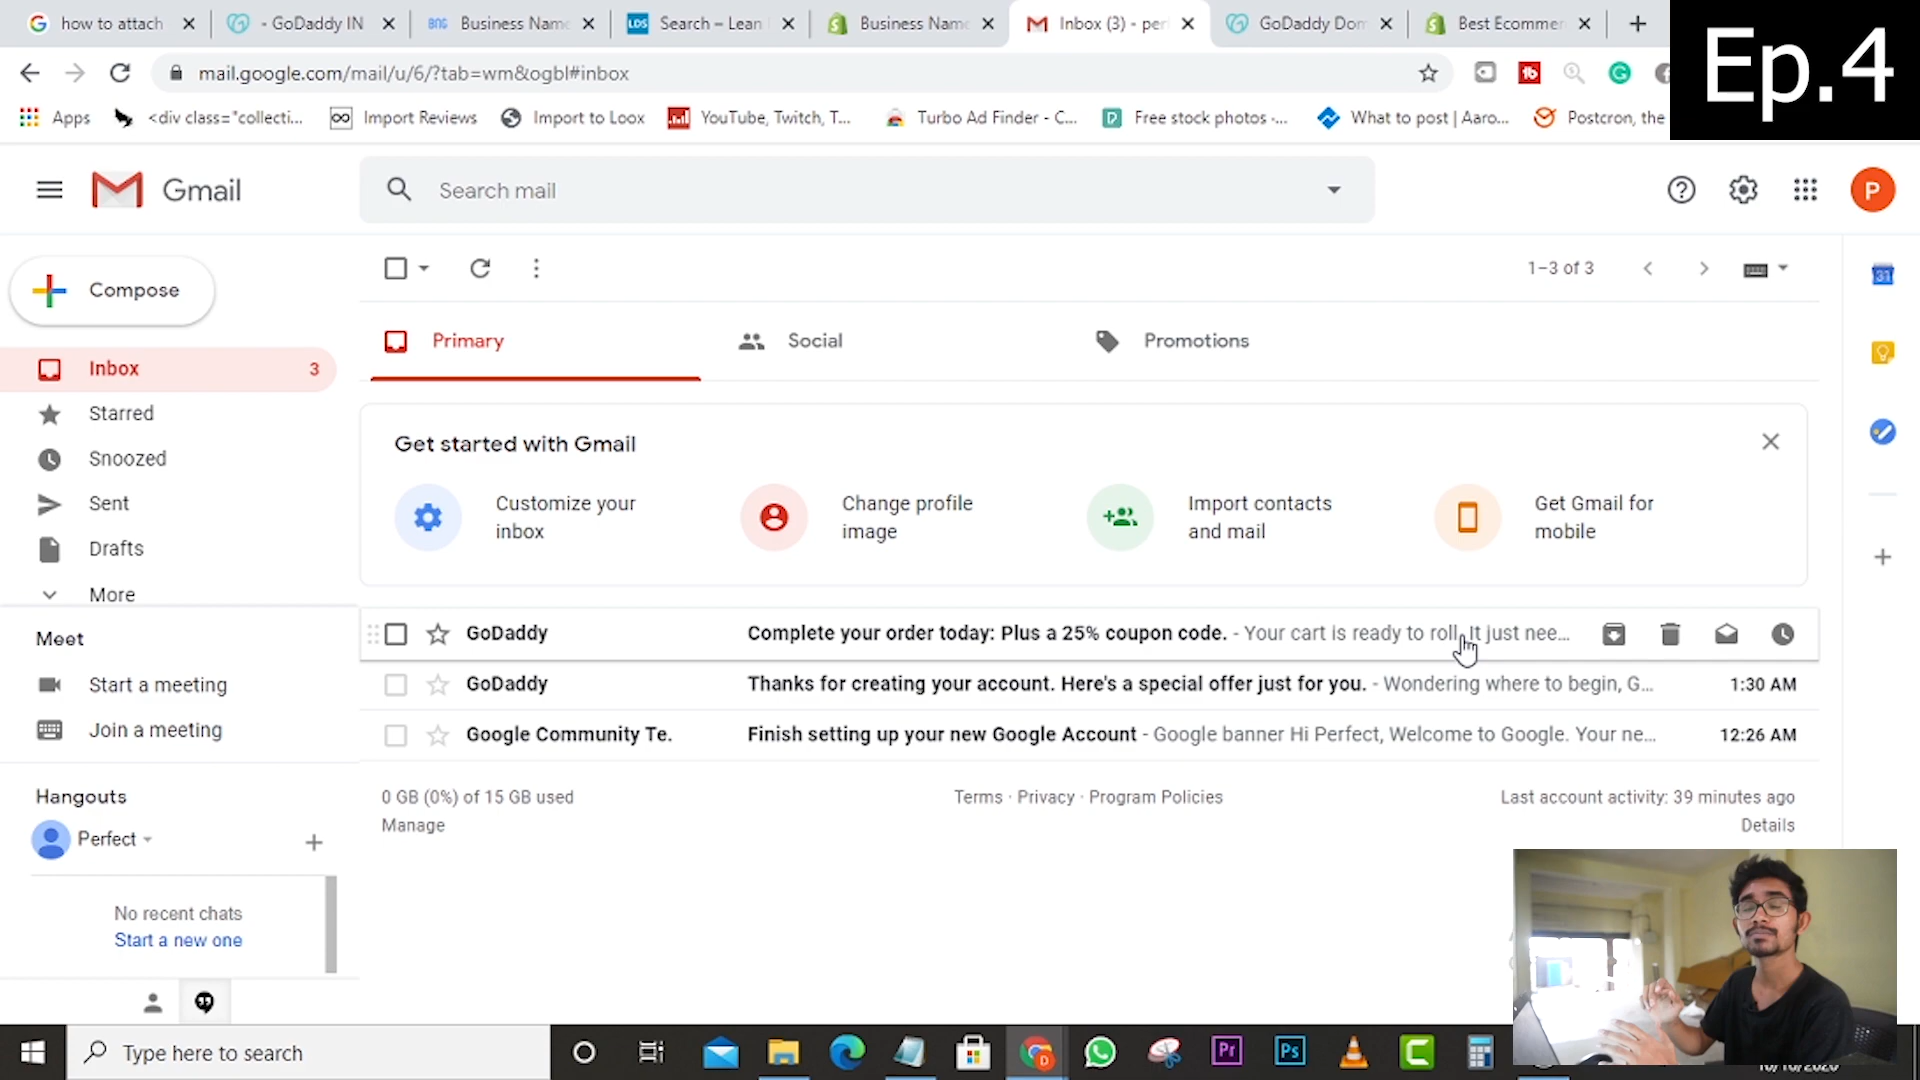 how to attach
- GoDaddy IN
BNG
Business Name
LDS
Search – Lean
Business Name
Inbox (3) - per
GoDaddy Dom
Best Ecommer
Ep.4
mail.google.com/mail/u/6/?tab=wm&ogbl#inbox
Apps
<div class="collecti...
Import Reviews
Import to Loox
YouTube, Twitch, T...
Turbo Ad Finder - C...
Free stock photos -...
What to post | Aaro...
Postcron, the
Gmail
Search mail
P
Compose
1–3 of 3
31
Primary
Social
Promotions
Inbox
3
Starred
Snoozed
Sent
Drafts
More
Get started with Gmail
Customize your
inbox
Change profile
image
Import contacts
and mail
Get Gmail for
mobile
GoDaddy
Complete your order today: Plus a 25% coupon code. - Your cart is ready to roll. It just nee...
GoDaddy
Thanks for creating your account. Here's a special offer just for you. - Wondering where to begin, G...
1:30 AM
Google Community Te.
Finish setting up your new Google Account - Google banner Hi Perfect, Welcome to Google. Your ne...
12:26 AM
Meet
Start a meeting
Join a meeting
0 GB (0%) of 15 GB used
Manage
Terms · Privacy · Program Policies
Last account activity: 39 minutes ago
Details
Hangouts
Perfect
No recent chats
Start a new one
Type here to search
D
Pr
Ps
C